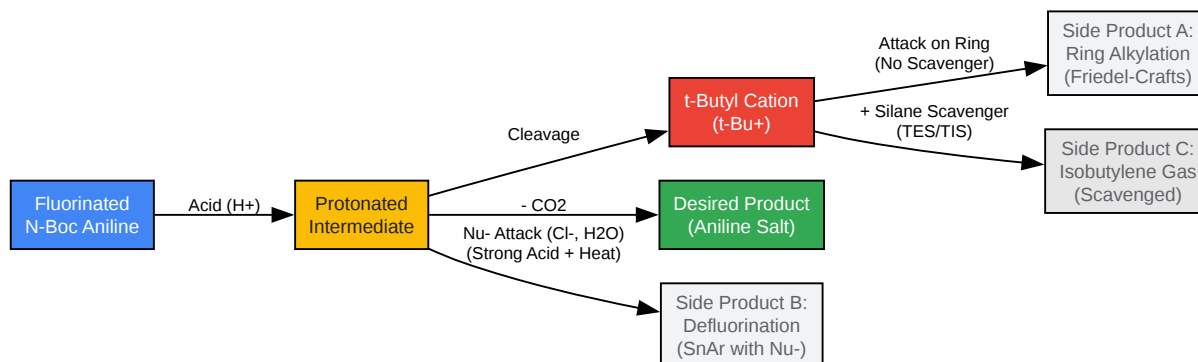 Fluorinated
N-Boc Aniline
Acid (H+)
Protonated
Intermediate
Cleavage
- CO2
Nu- Attack (Cl-, H2O)
(Strong Acid + Heat)
t-Butyl Cation
(t-Bu+)
Desired Product
(Aniline Salt)
Side Product B:
Defluorination
(SnAr with Nu-)
Attack on Ring
(No Scavenger)
+ Silane Scavenger
(TES/TIS)
Side Product A:
Ring Alkylation
(Friedel-Crafts)
Side Product C:
Isobutylene Gas
(Scavenged)